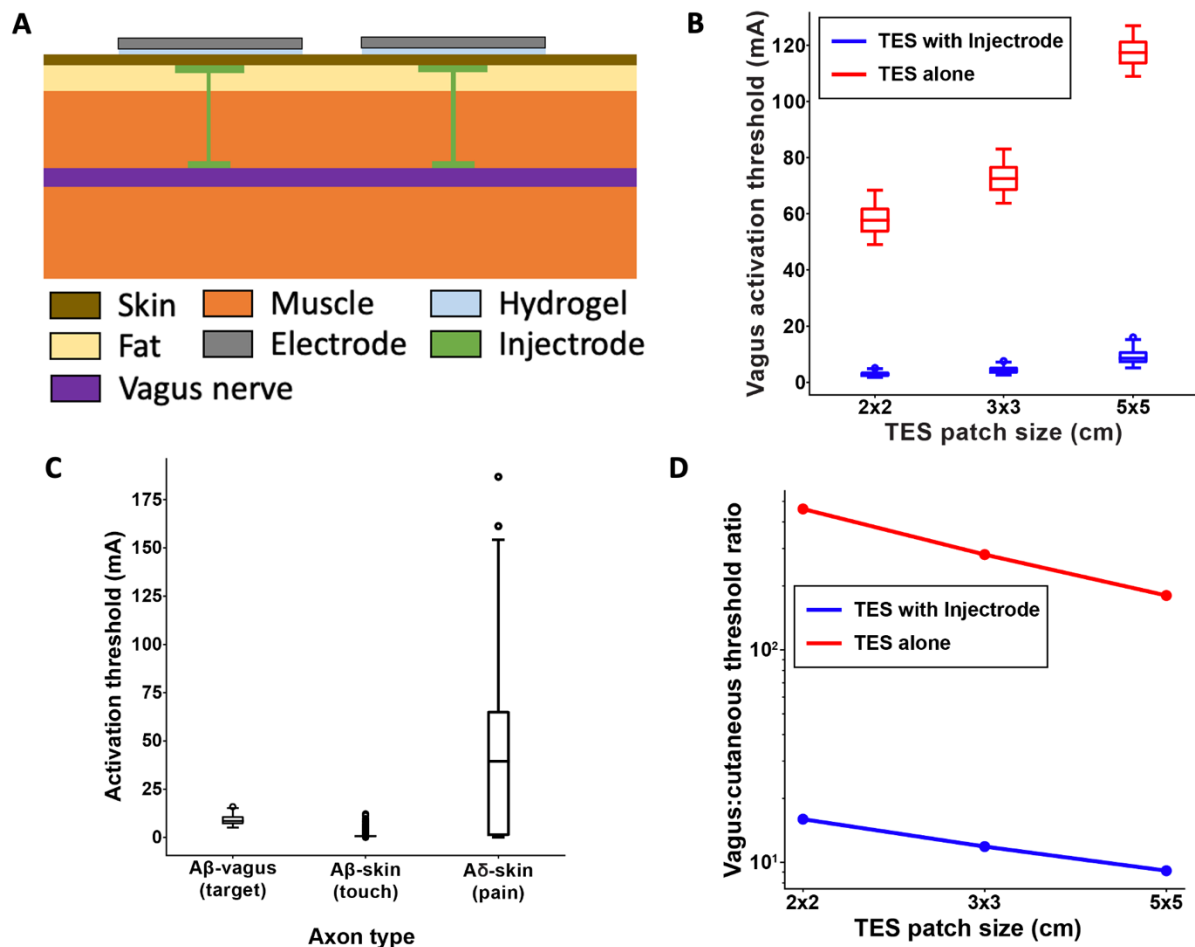 A
Skin
Muscle
Hydrogel
Fat
Electrode
Injectrode
Vagus nerve
B
Vagus activation threshold (mA)
120
100
80
60
40
20
0
TES with Injectrode
TES alone
2x2
3x3
5x5
TES patch size (cm)
C
Activation threshold (mA)
175
150
125
100
75
50
25
0
Aβ-vagus
(target)
Aβ-skin
(touch)
Aδ-skin
(pain)
Axon type
D
Vagus:cutaneous threshold ratio
10²
10¹
TES with Injectrode
TES alone
2x2
3x3
5x5
TES patch size (cm)